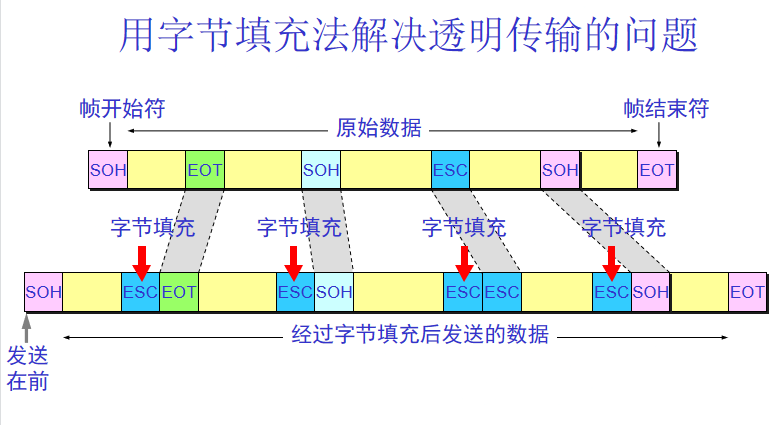 用字节填充法解决透明传输的问题
帧开始符 原始数据 帧结束符
SOH EOT SOH ESC SOH EOT
字节填充 字节填充 字节填充 字节填充
SOH ESC EOT ESC SOH ESC ESC ESC SOH EOT
经过字节填充后发送的数据
发送
在前